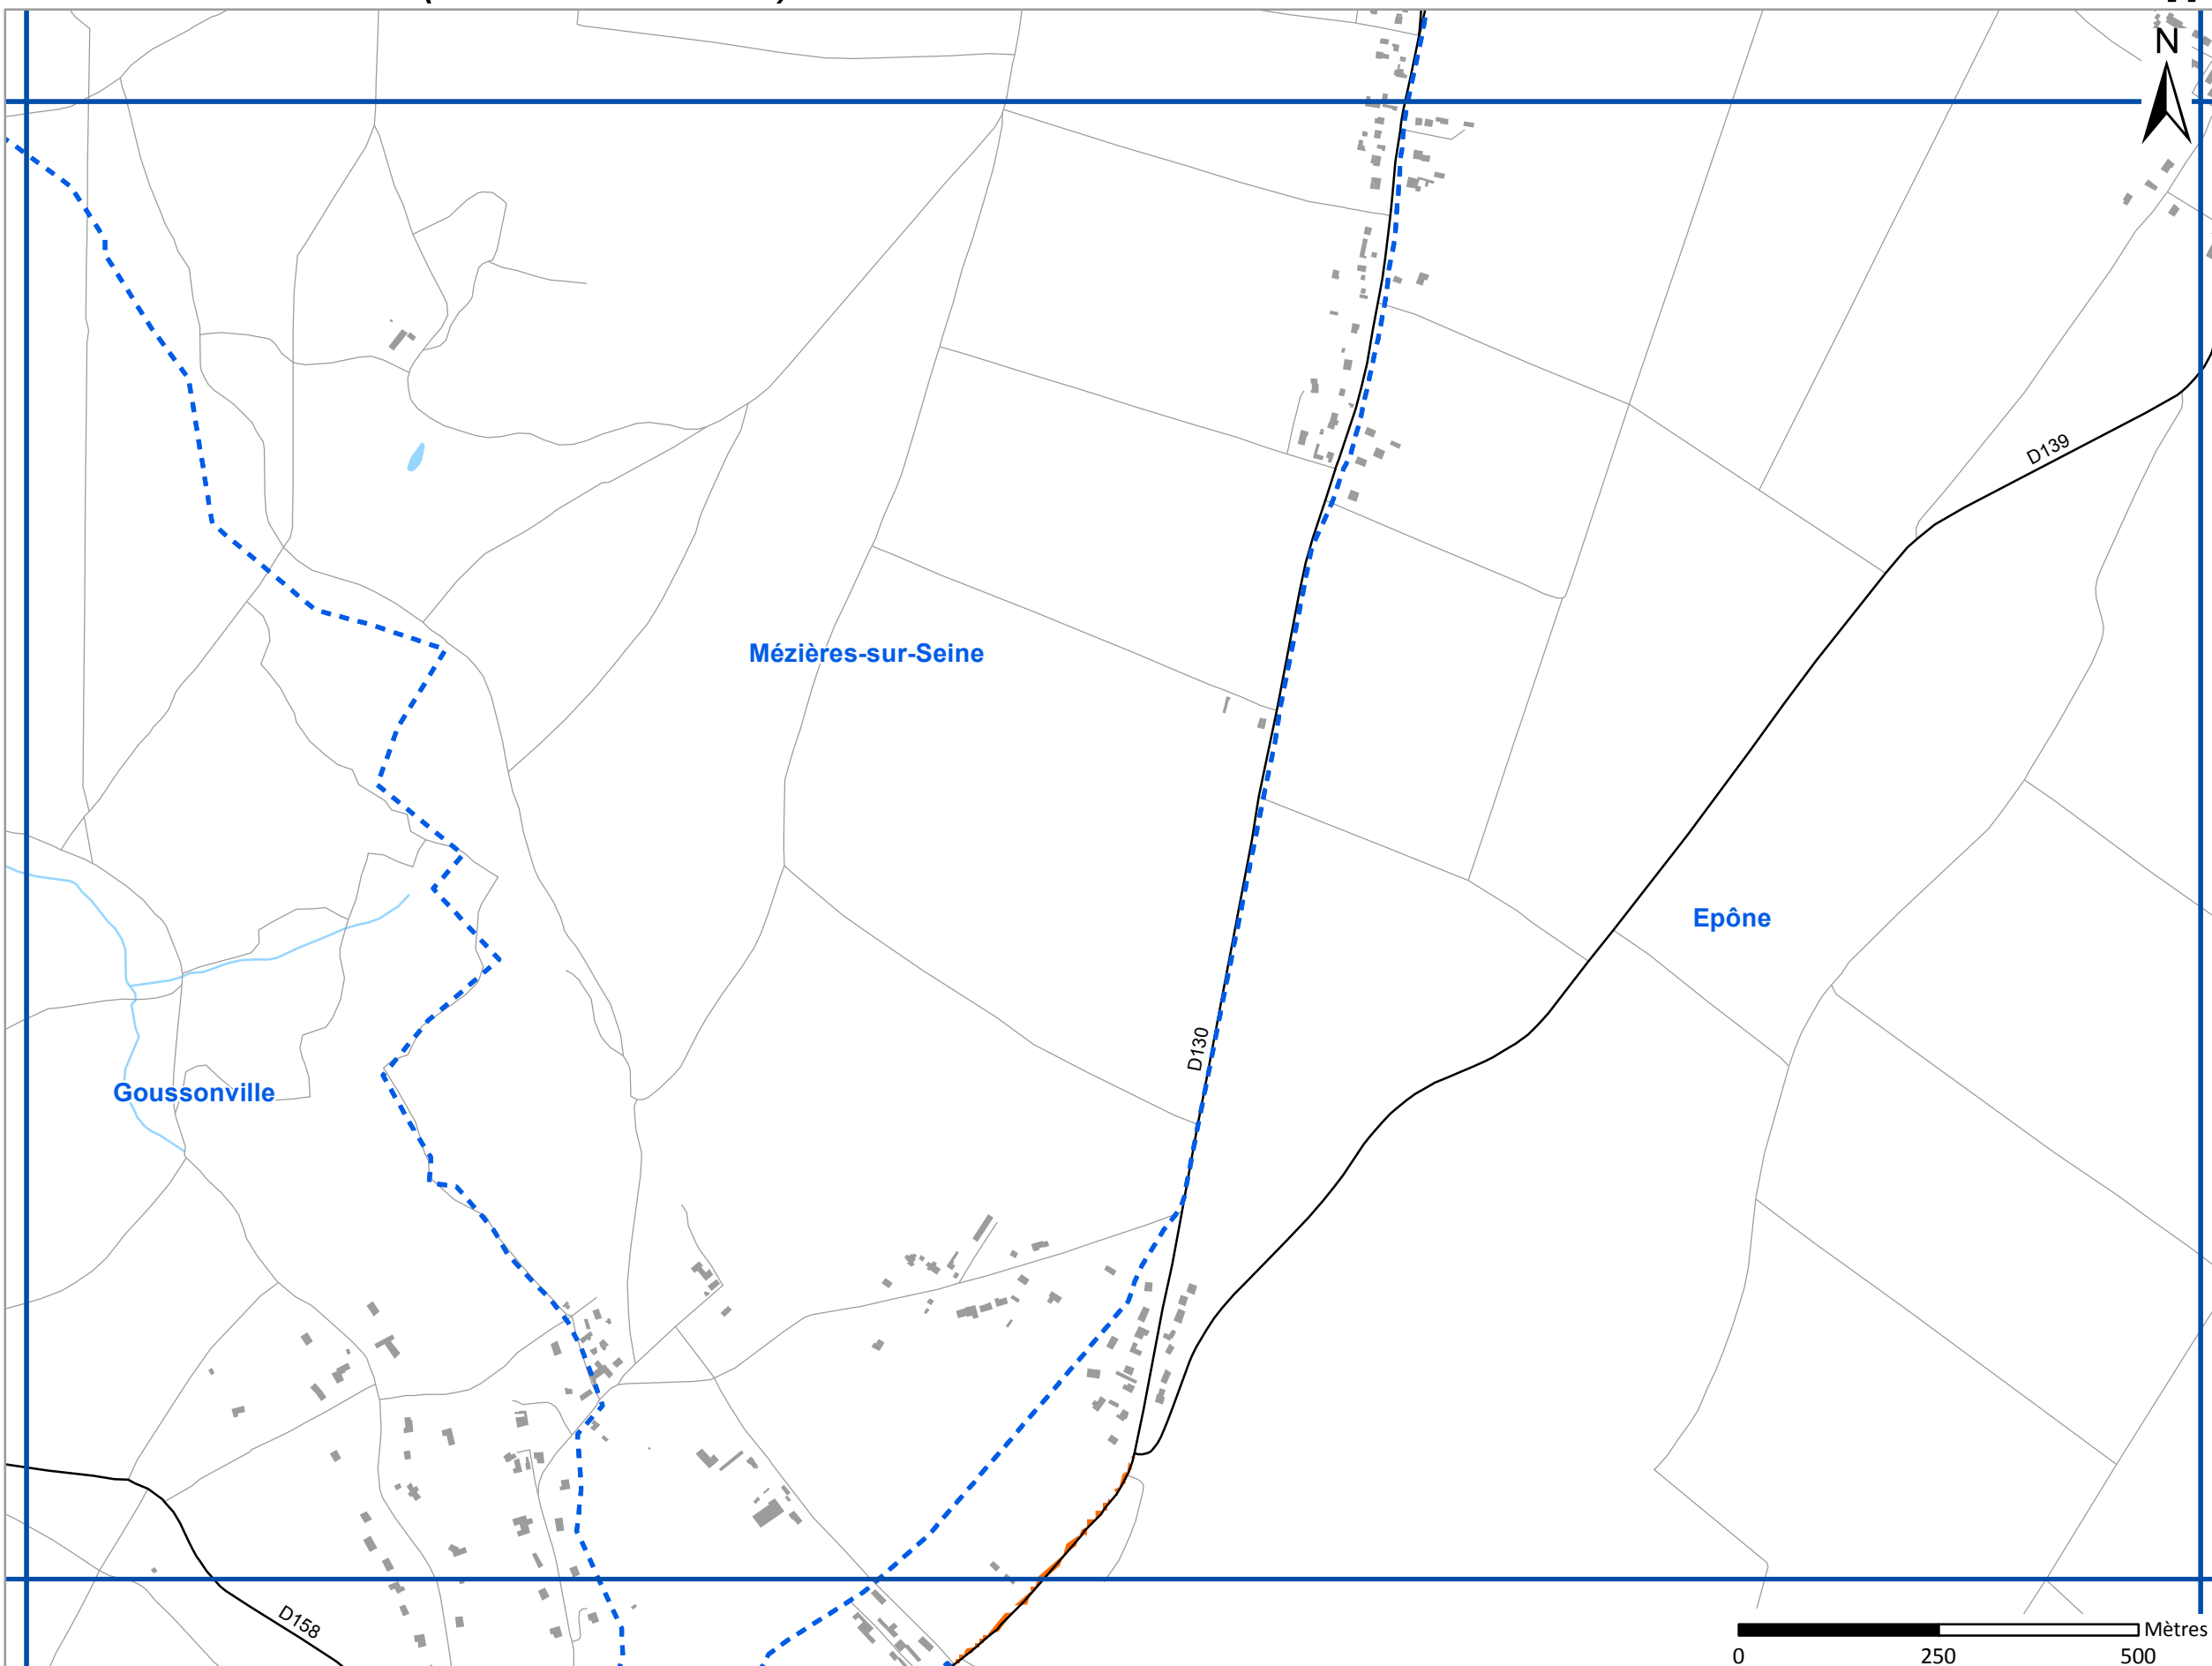 N
D139
Mézières-sur-Seine
Epône
D130
Goussonville
D158
Mètres
0 250 500